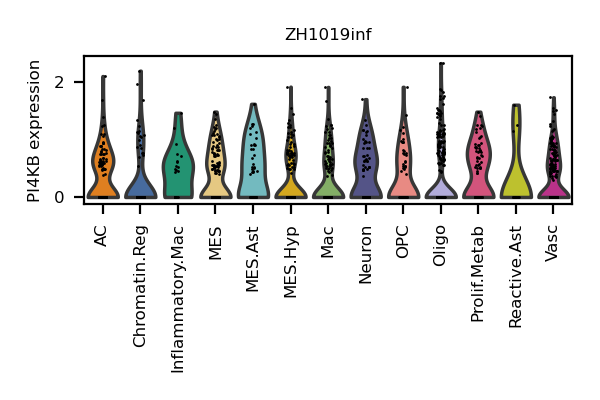 ZH1019inf
PI4KB expression
2
0
AC
Chromatin.Reg
Inflammatory.Mac
MES
MES.Ast
MES.Hyp
Mac
Neuron
OPC
Oligo
Prolif.Metab
Reactive.Ast
Vasc